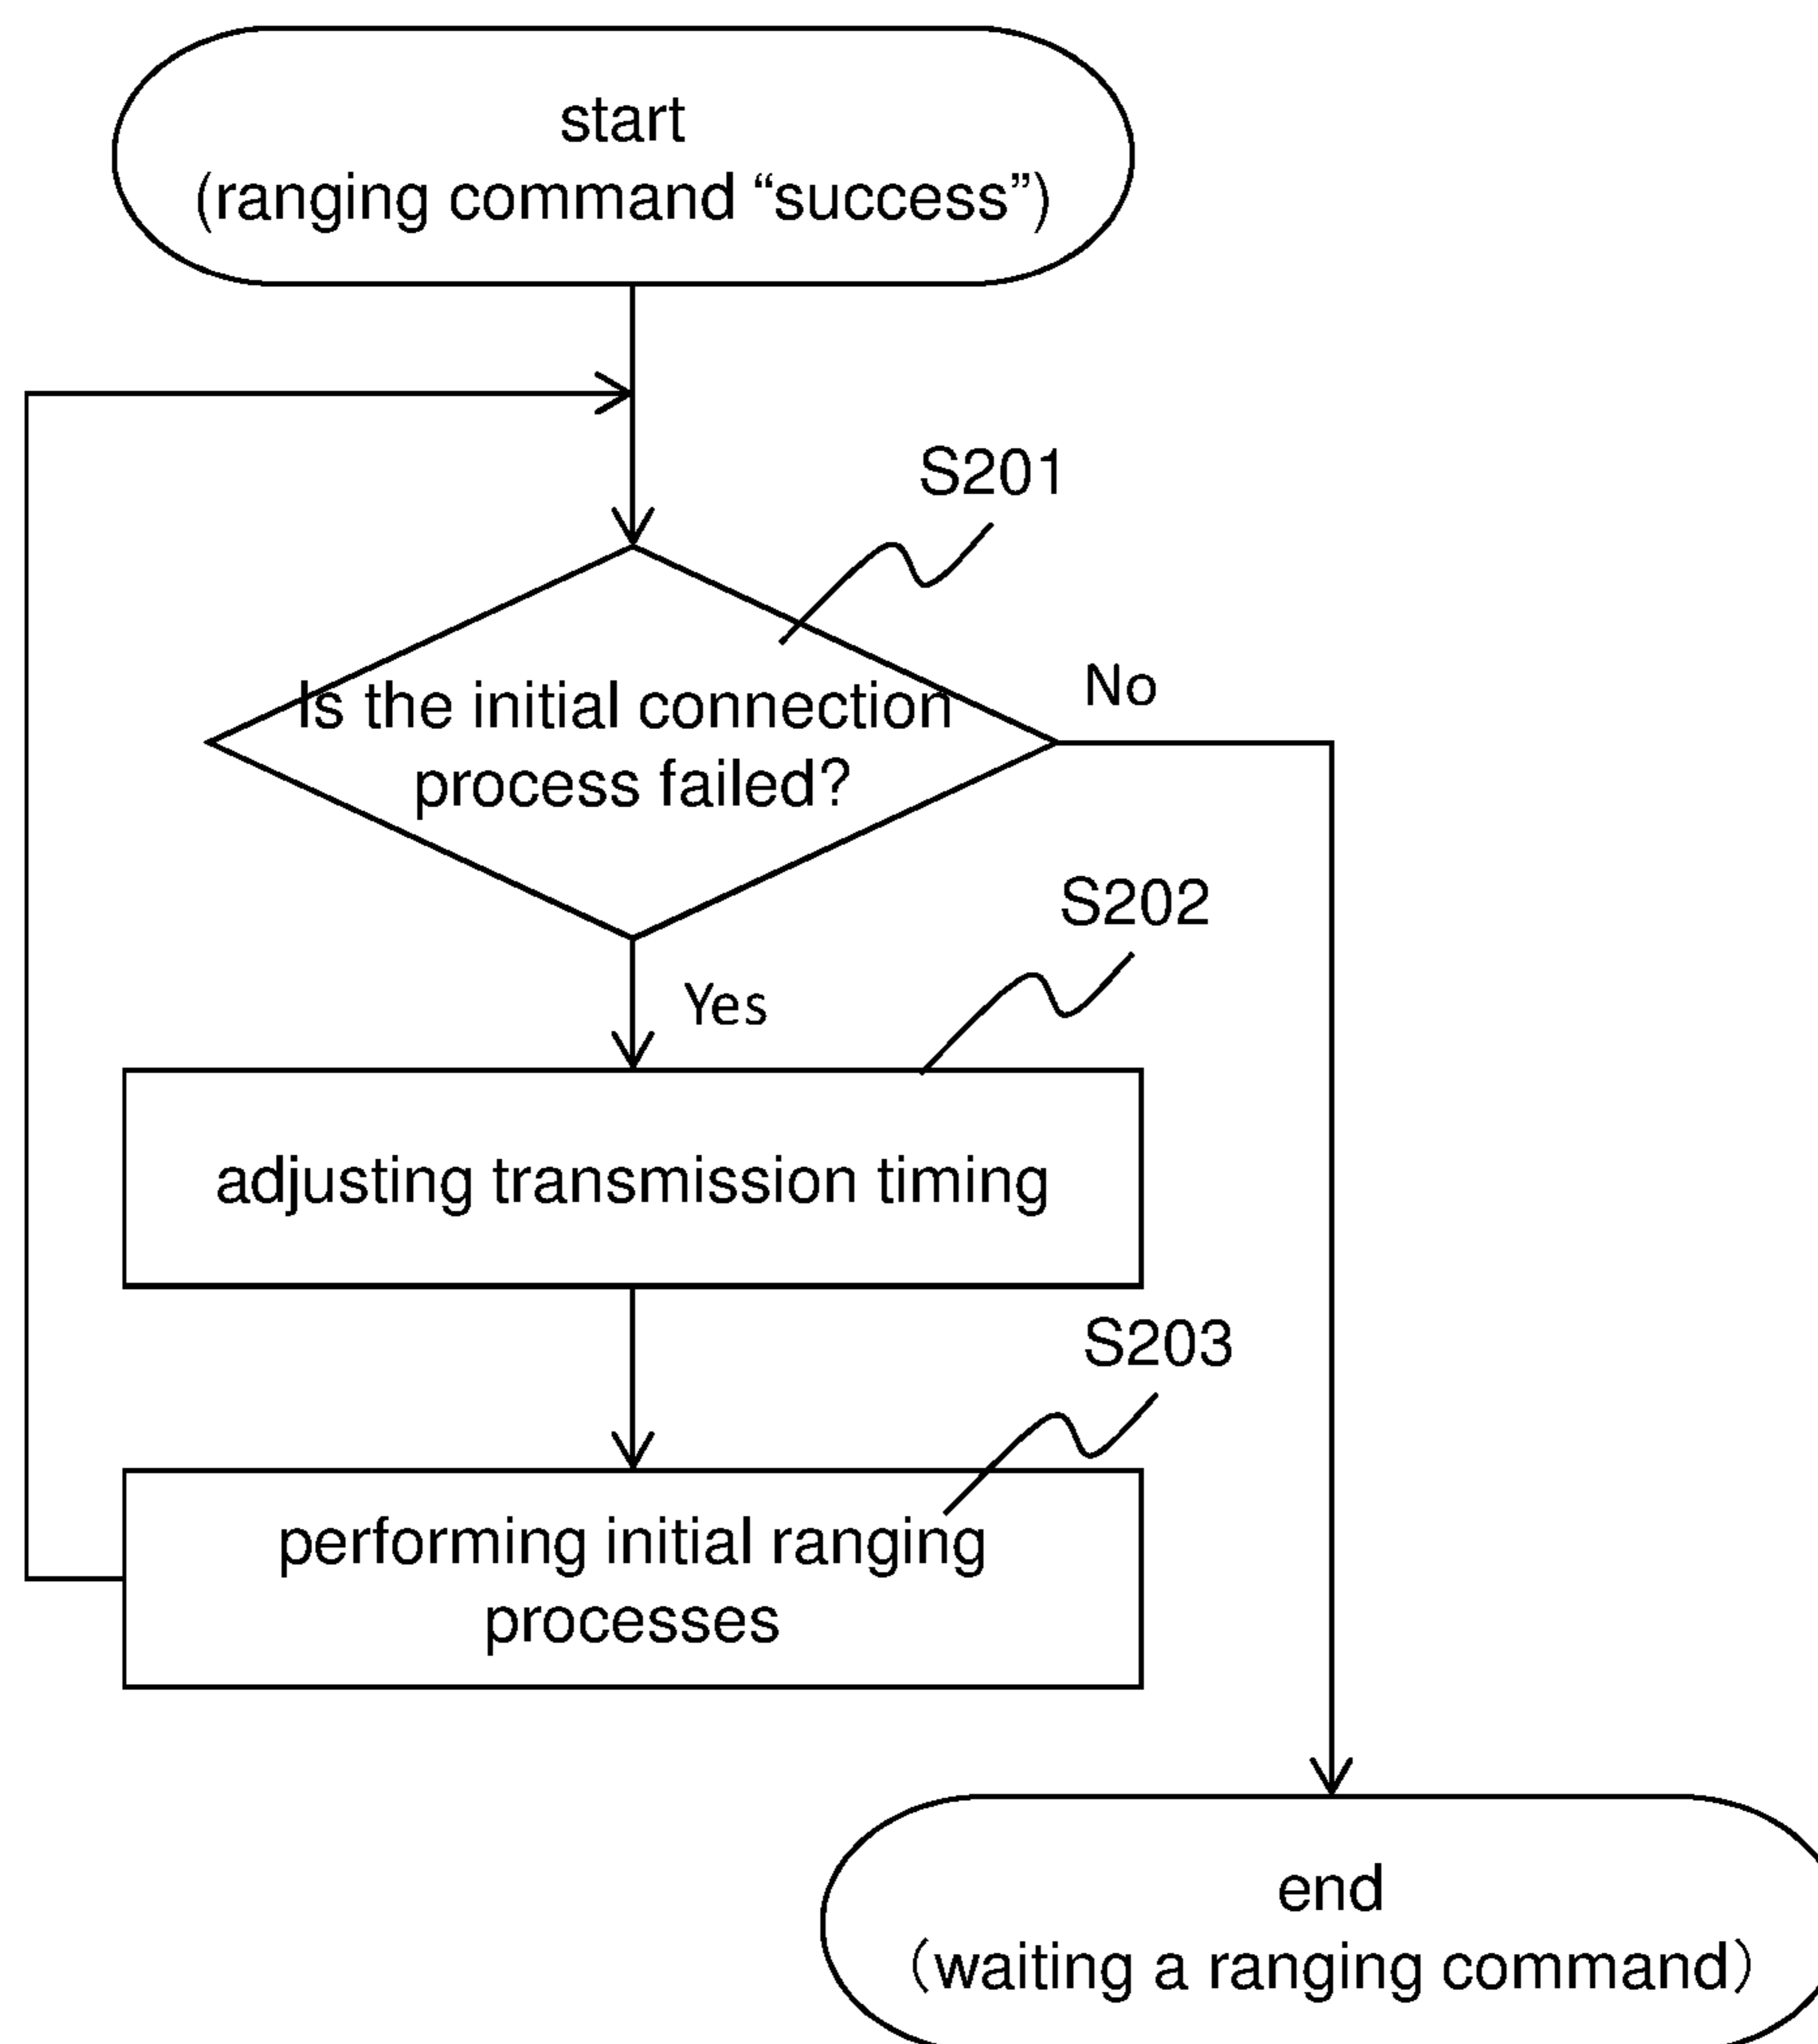 start
(ranging command “success”)
S201
Is the initial connection
process failed?
No
S202
Yes
adjusting transmission timing
S203
performing initial ranging
processes
end
(waiting a ranging command)